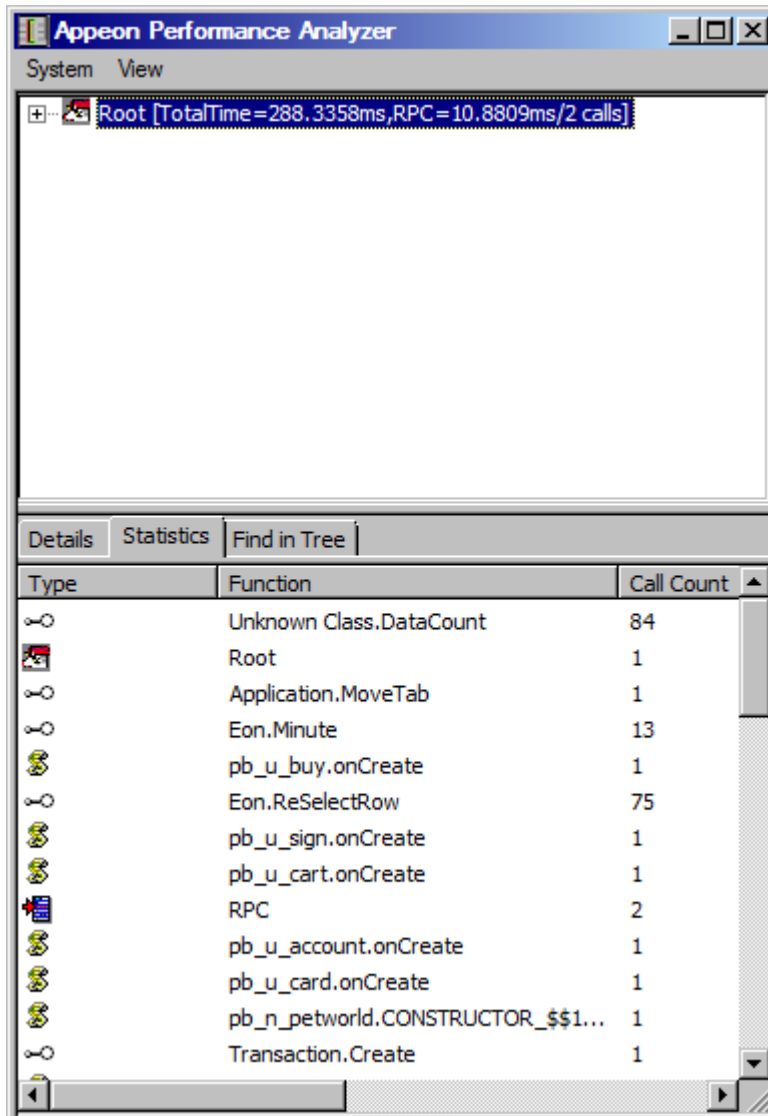 Appeon Performance Analyzer
System View
Root [TotalTime=288.3358ms,RPC=10.8809ms/2 calls]
Details Statistics Find in Tree
Type Function Call Count
Unknown Class.DataCount 84
Root 1
Application.MoveTab 1
Eon.Minute 13
pb_u_buy.onCreate 1
Eon.ReSelectRow 75
pb_u_sign.onCreate 1
pb_u_cart.onCreate 1
RPC 2
pb_u_account.onCreate 1
pb_u_card.onCreate 1
pb_n_petworld.CONSTRUCTOR_$$1... 1
Transaction.Create 1